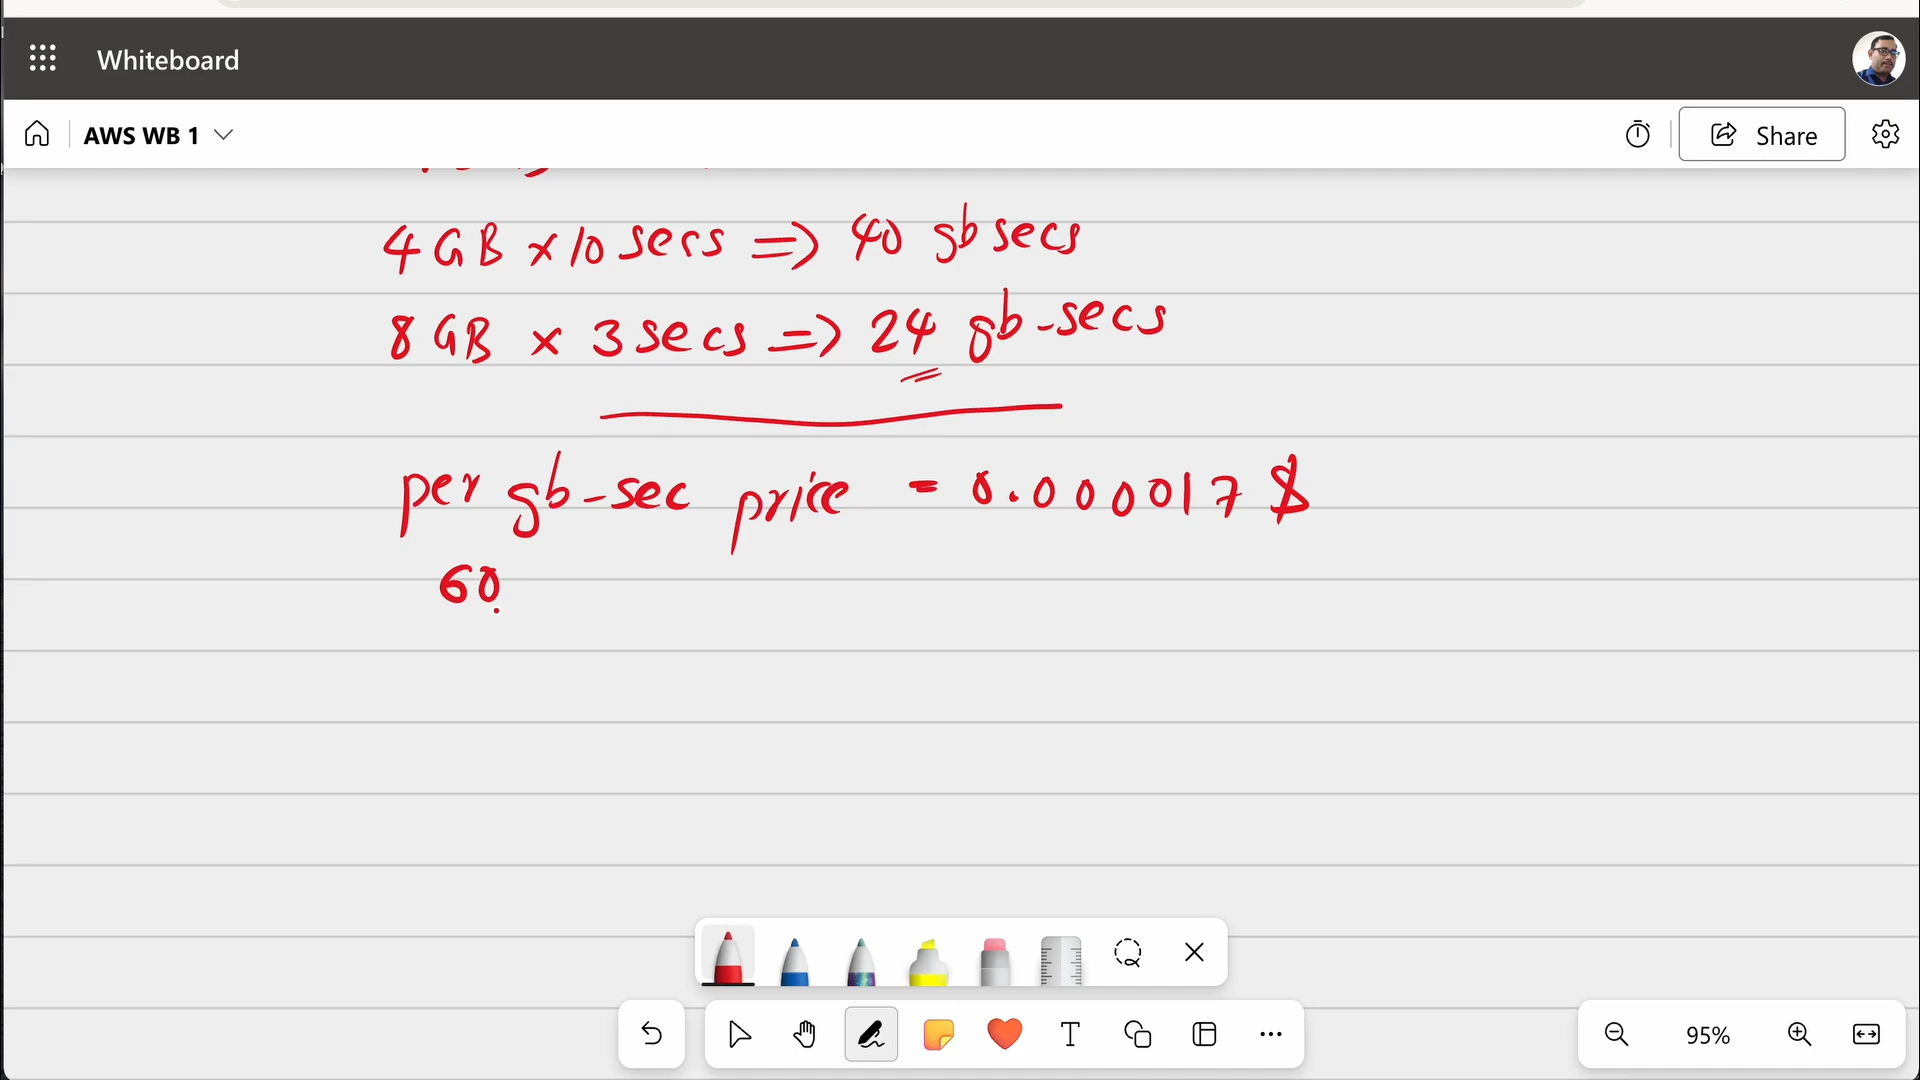 Whiteboard
AWS WB 1
Share
4 GB × 10 secs => 40 gb secs
8 GB × 3 secs => 24 gb-secs
per gb-sec price = 0.000017 $
60
T
95%